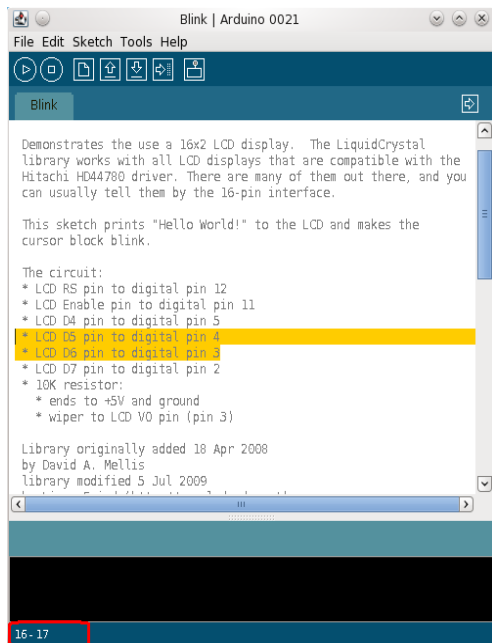 Blink | Arduino 0021
File Edit Sketch Tools Help
Blink
Demonstrates the use a 16x2 LCD display.  The LiquidCrystal
library works with all LCD displays that are compatible with the
Hitachi HD44780 driver. There are many of them out there, and you
can usually tell them by the 16-pin interface.
This sketch prints "Hello World!" to the LCD and makes the
cursor block blink.
The circuit:
* LCD RS pin to digital pin 12
* LCD Enable pin to digital pin 11
* LCD D4 pin to digital pin 5
* LCD D5 pin to digital pin 4
* LCD D6 pin to digital pin 3
* LCD D7 pin to digital pin 2
* 10K resistor:
* ends to +5V and ground
* wiper to LCD VO pin (pin 3)
Library originally added 18 Apr 2008
by David A. Mellis
library modified 5 Jul 2009
16-17